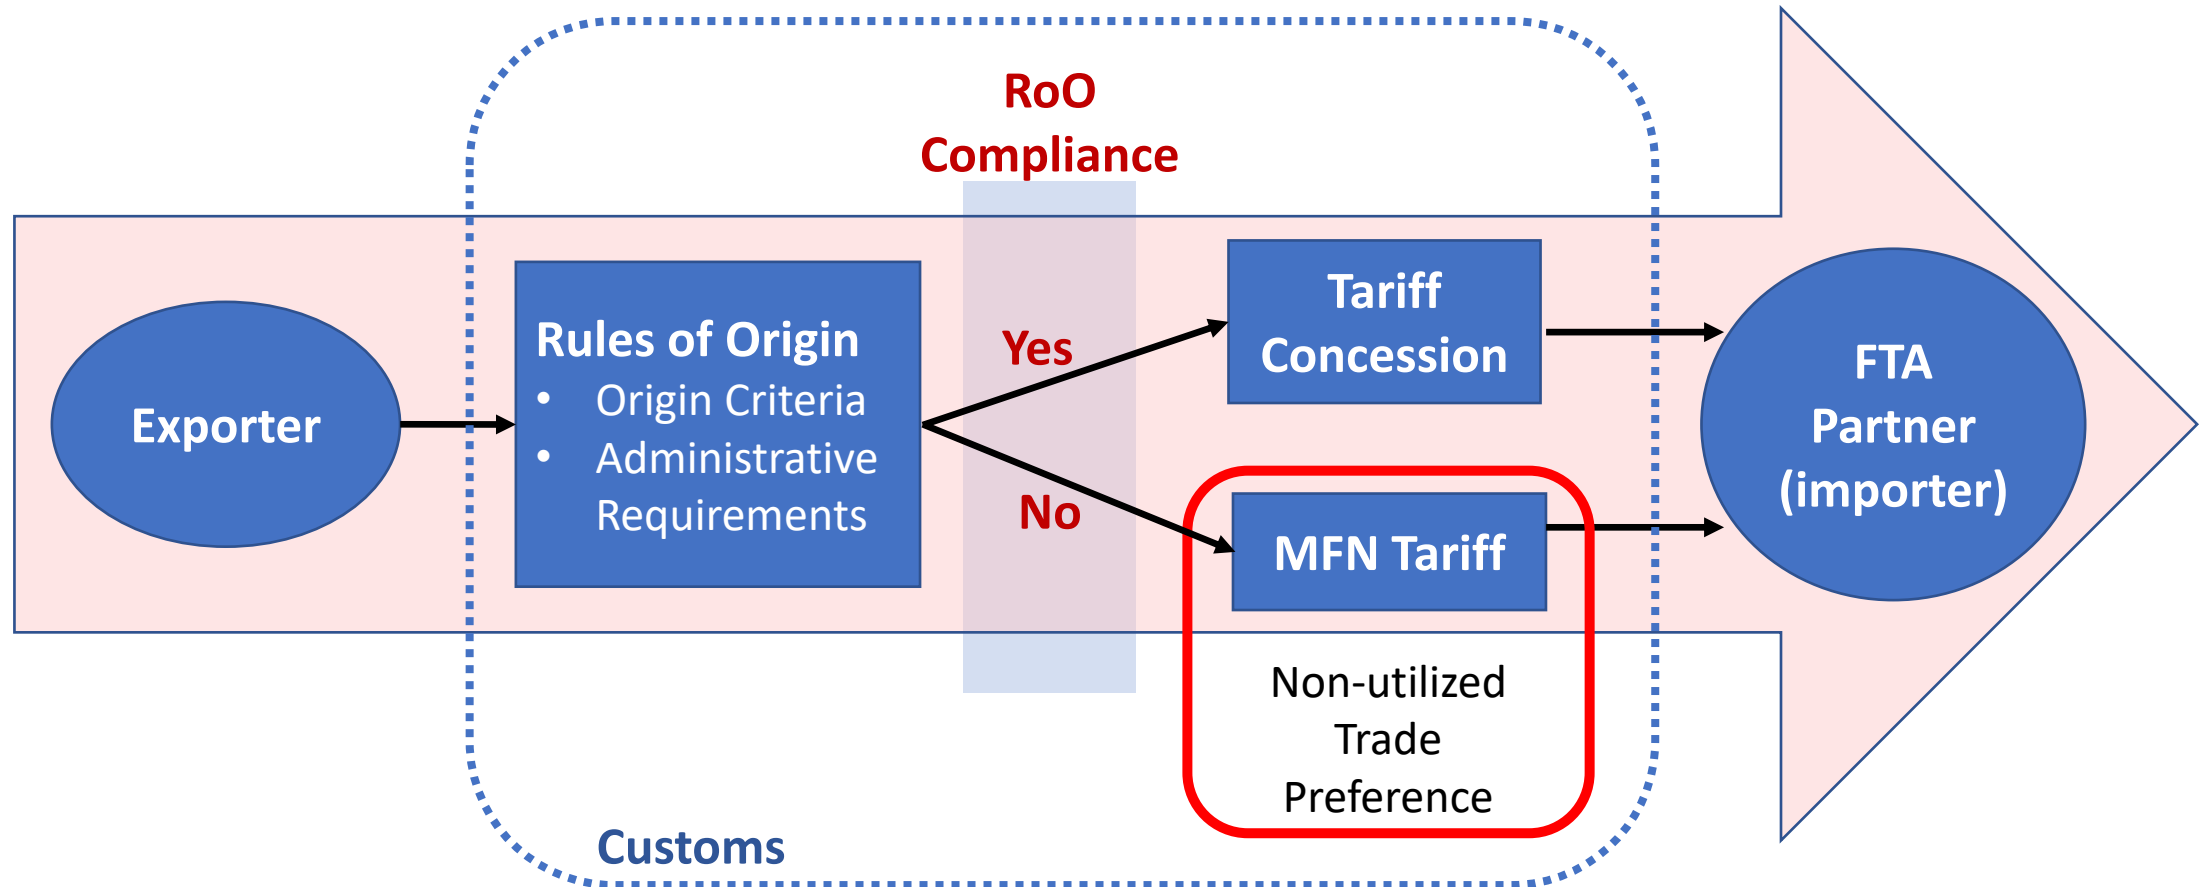 RoO
Compliance
Exporter
Rules of Origin
• Origin Criteria
• Administrative
Requirements
Yes
No
Tariff
Concession
MFN Tariff
Non-utilized
Trade
Preference
FTA
Partner
(importer)
Customs